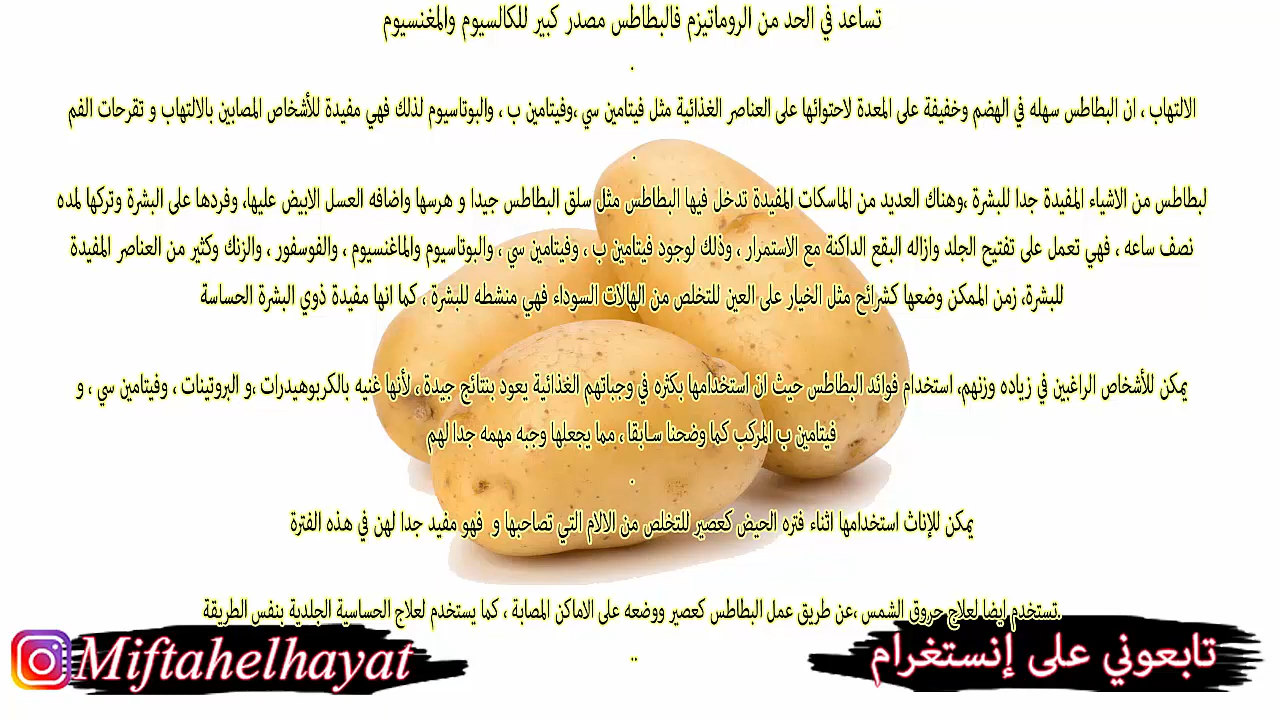 تساعد في الحد من الروماتيزم فالبطاطس مصدر كبير للكالسيوم والمغنسيوم
.
الالتهاب ، ان البطاطس سهله في الهضم وخفيفة على المعدة لاحتوائها على العناصر الغذائية مثل فيتامين سي ،وفيتامين ب ، والبوتاسيوم لذلك فهي مفيدة للأشخاص المصابين بالالتهاب و تقرحات الفم
.
لبطاطس من الاشياء المفيدة جدا للبشرة ،وهناك العديد من الماسكات المفيدة تدخل فيها البطاطس مثل سلق البطاطس جيدا و هرسها واضافه العسل الابيض عليها، وفردها على البشرة وتركها لمده
نصف ساعه ، فهي تعمل على تفتيح الجلد وازاله البقع الداكنة مع الاستمرار ، وذلك لوجود فيتامين ب ، وفيتامين سي ، والبوتاسيوم والماغنسيوم ، والفوسفور ، والزنك وكثير من العناصر المفيدة
للبشرة، زمن الممكن وضعها كشرائح مثل الخيار على العين للتخلص من الهالات السوداء فهي منشطه للبشرة ، كما انها مفيدة ذوي البشرة الحساسة
يمكن للأشخاص الراغبين في زياده وزنهم، استخدام فوائد البطاطس حيث ان استخدامها بكثره في وجباتهم الغذائية يعود بنتائج جيدة ، لأنها غنيه بالكربوهيدرات ،و البروتينات ، وفيتامين سي ، و
فيتامين ب المركب كما وضحنا سابقا ، مما يجعلها وجبه مهمه جدا لهم
.
يمكن للإناث استخدامها اثناء فتره الحيض كعصير للتخلص من الالام التي تصاحبها و فهو مفيد جدا لهن في هذه الفترة
.تستخدم ايضا لعلاج حروق الشمس ،عن طريق عمل البطاطس كعصير ووضعه على الاماكن المصابة ، كما يستخدم لعلاج الحساسية الجلدية بنفس الطريقة
..
تابعوني على إنستغرام
Miftahelhayat